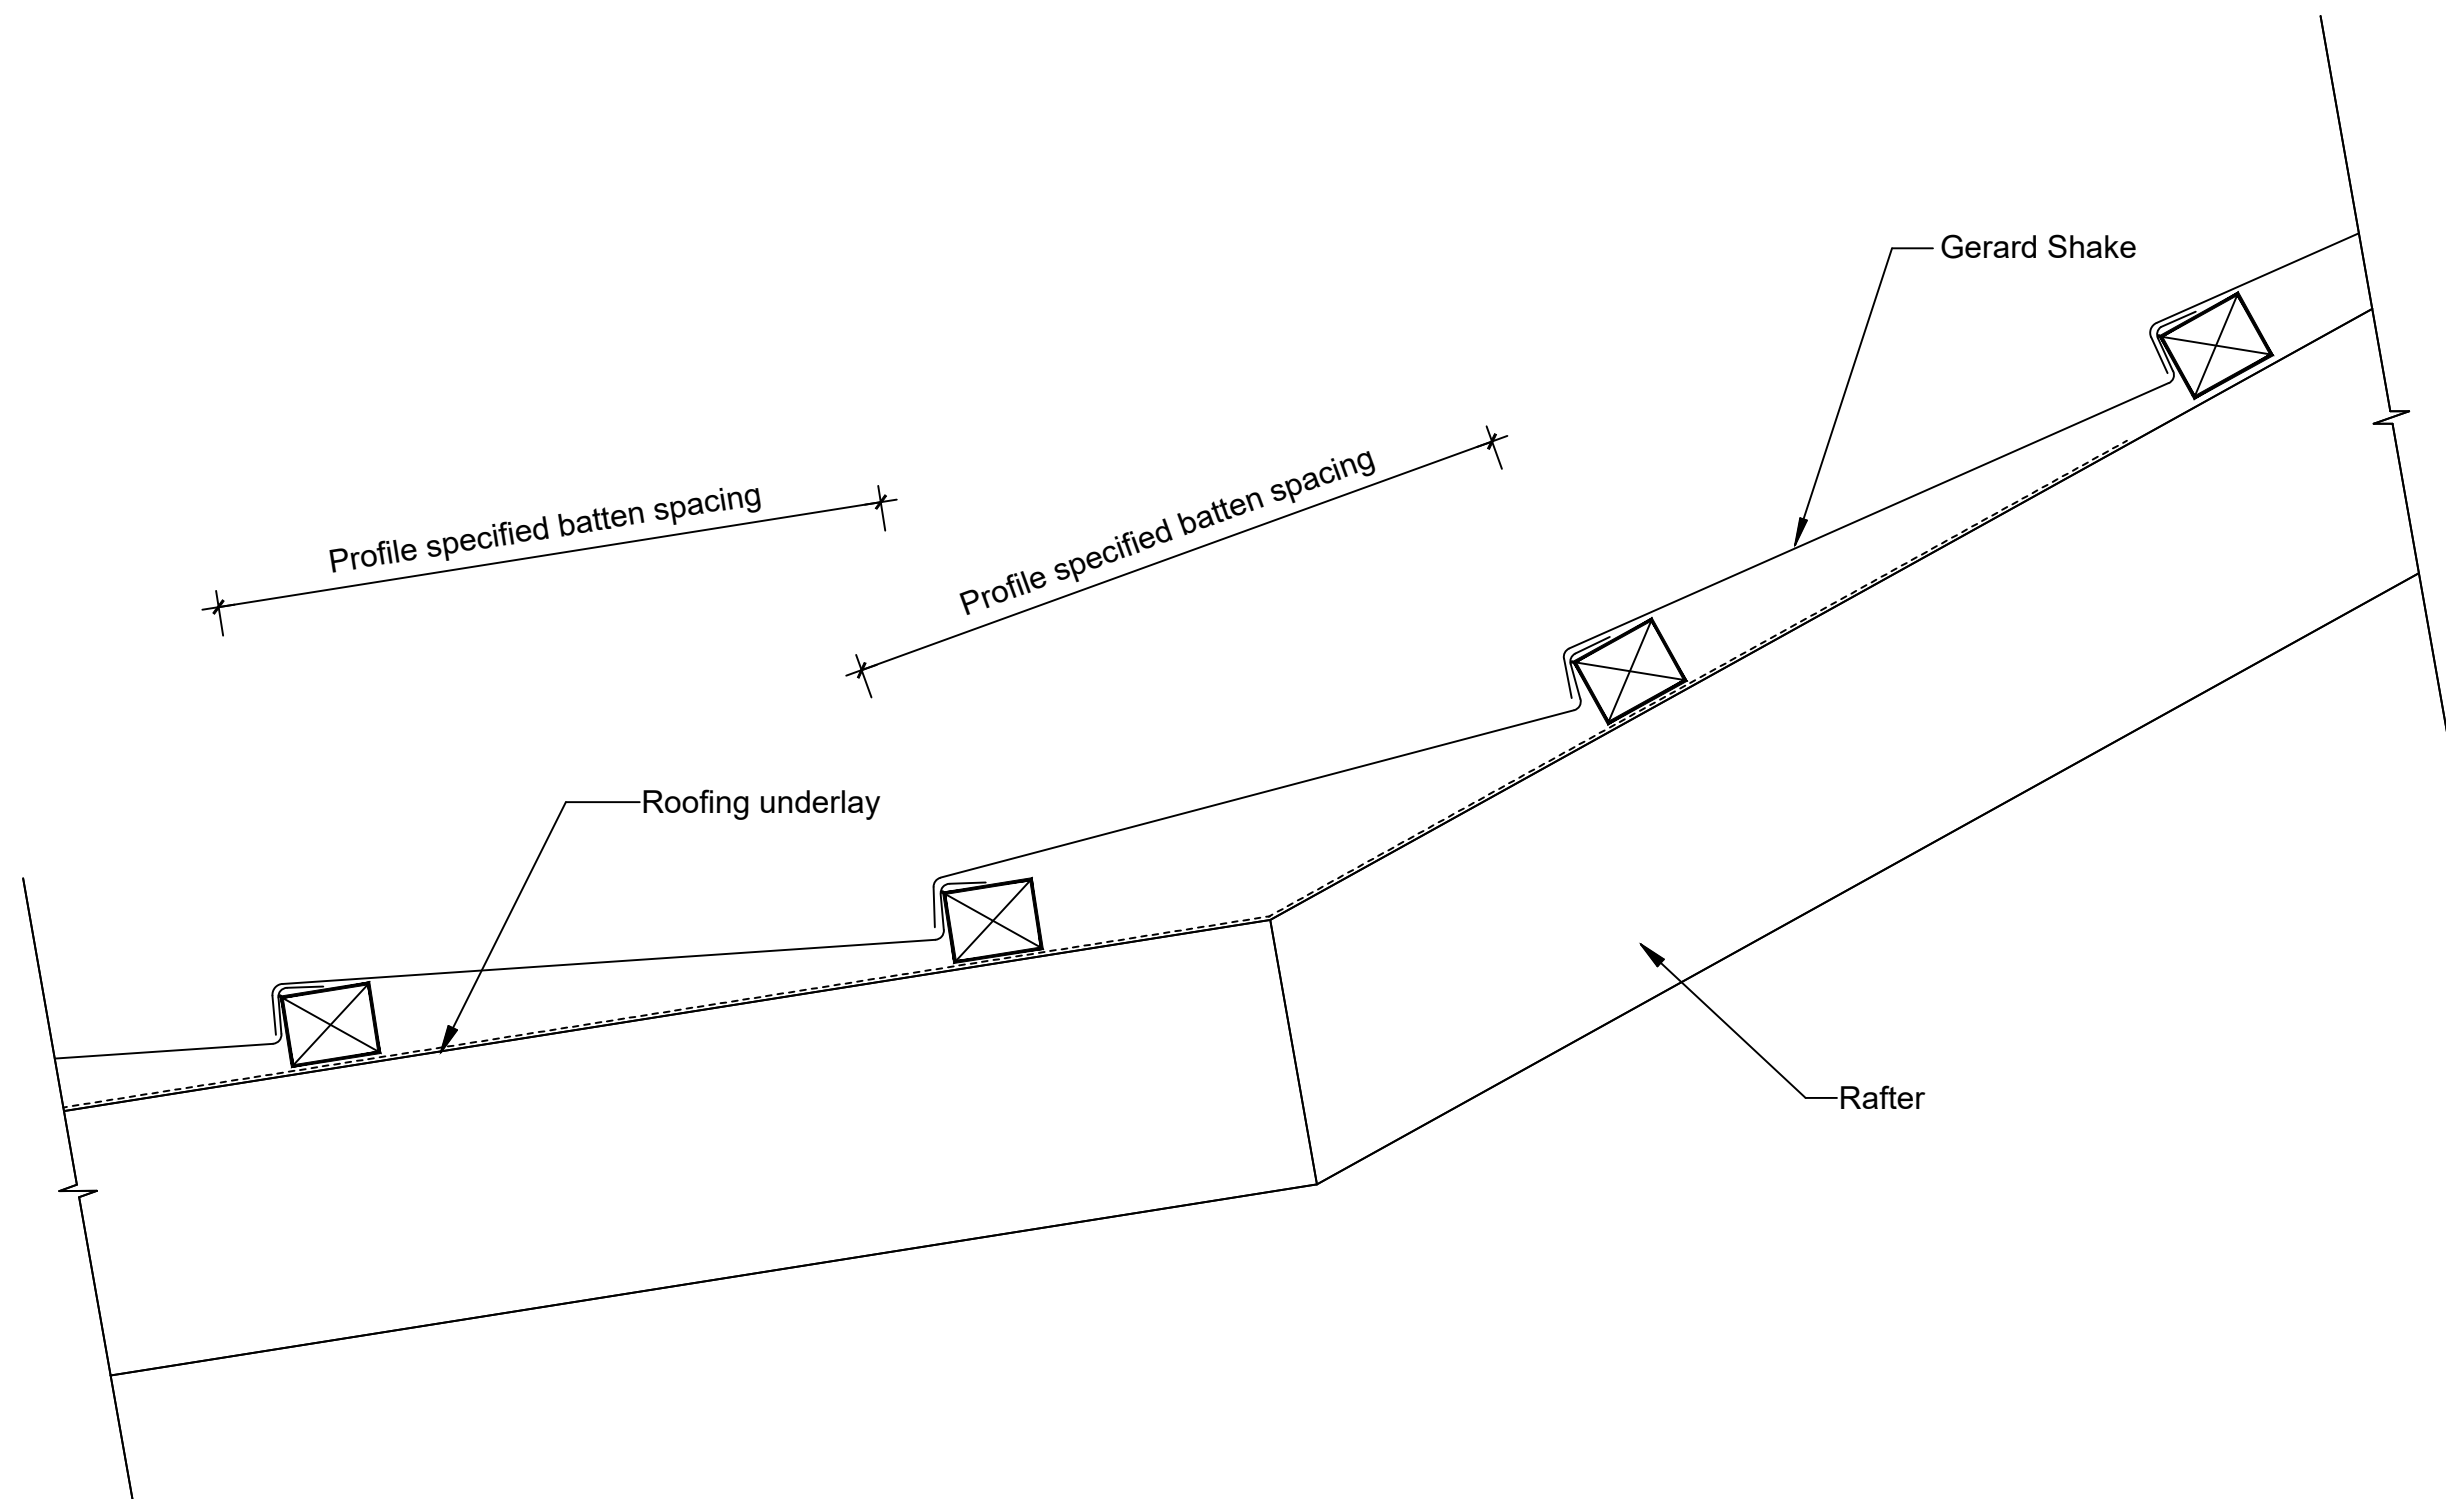 Gerard Shake
Profile specified batten spacing
Profile specified batten spacing
Roofing underlay
Rafter